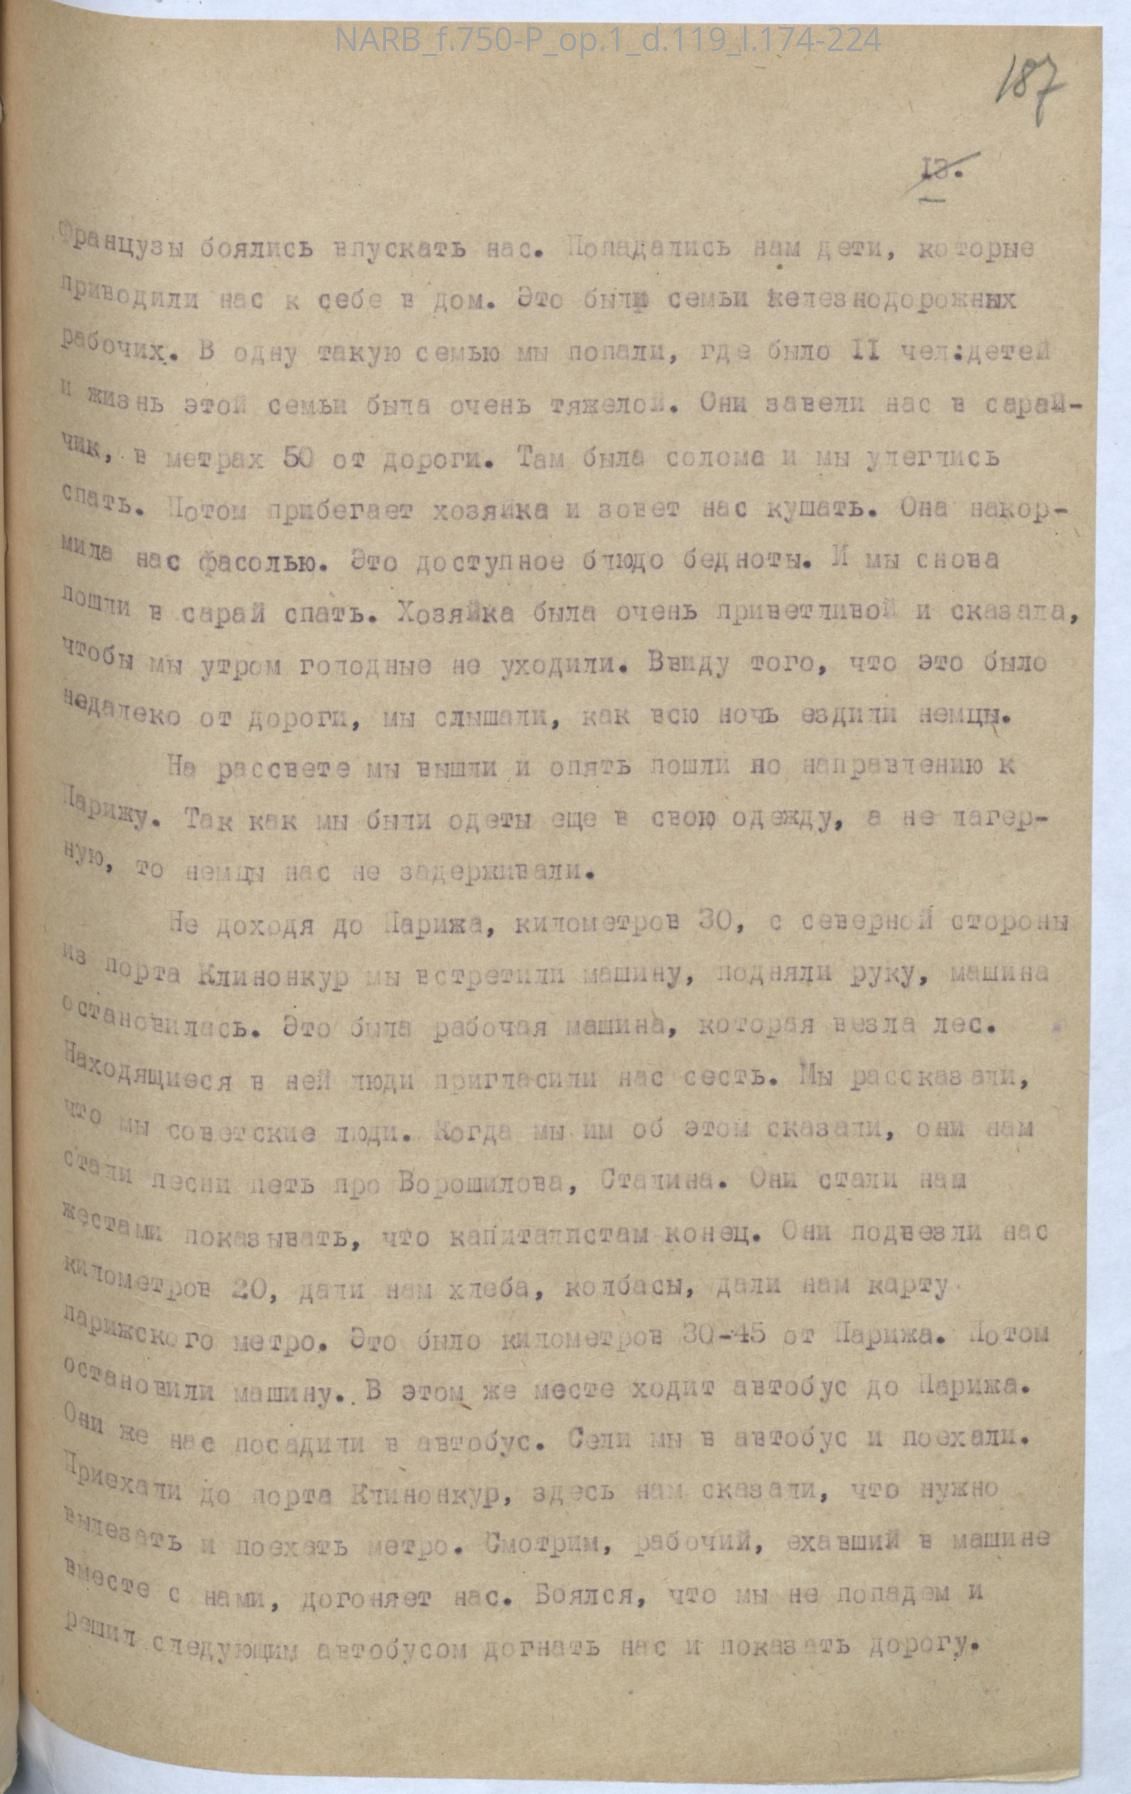 NARB_f.750-P_op.1_d.119_l.174-224
187
13.
Французы боялись впускать нас. Попадались нам дети, которые
приводили нас к себе в дом. Это были семьи железнодорожных
рабочих. В одну такую семью мы попали, где было II чел:детей
и жизнь этой семьи была очень тяжелой. Они завели нас в сарай-
чик, в метрах 50 от дороги. Там была солома и мы улеглись
спать. Потом прибегает хозяйка и зовет нас кушать. Она накор-
мила нас фасолью. Это доступное блюдо бедноты. И мы снова
пошли в сарай спать. Хозяйка была очень приветливой и сказала,
чтобы мы утром голодные не уходили. Ввиду того, что это было
недалеко от дороги, мы слышали, как всю ночь ездили немцы.
На рассвете мы вышли и опять пошли по направлению к
Парижу. Так как мы были одеты еще в свою одежду, а не лагер-
ную, то немцы нас не задерживали.
Не доходя до Парижа, километров 30, с северной стороны
из порта Клинонкур мы встретили машину, подняли руку, машина
остановилась. Это была рабочая машина, которая везла лес.
Находящиеся в ней люди пригласили нас сесть. Мы рассказали,
что мы советские люди. Когда мы им об этом сказали, они нам
стали песни петь про Ворошилова, Сталина. Они стали нам
жестами показывать, что капиталистам конец. Они подвезли нас
километров 20, дали нам хлеба, колбасы, дали нам карту
парижского метро. Это было километров 30-45 от Парижа. Потом
остановили машину. В этом же месте ходит автобус до Парижа.
Они же нас посадили в автобус. Сели мы в автобус и поехали.
Приехали до порта Клинонкур, здесь нам сказали, что нужно
вылезать и поехать метро. Смотрим, рабочий, ехавший в машине
вместе с нами, догоняет нас. Боялся, что мы не попадем и
решил следующим автобусом догнать нас и показать дорогу.